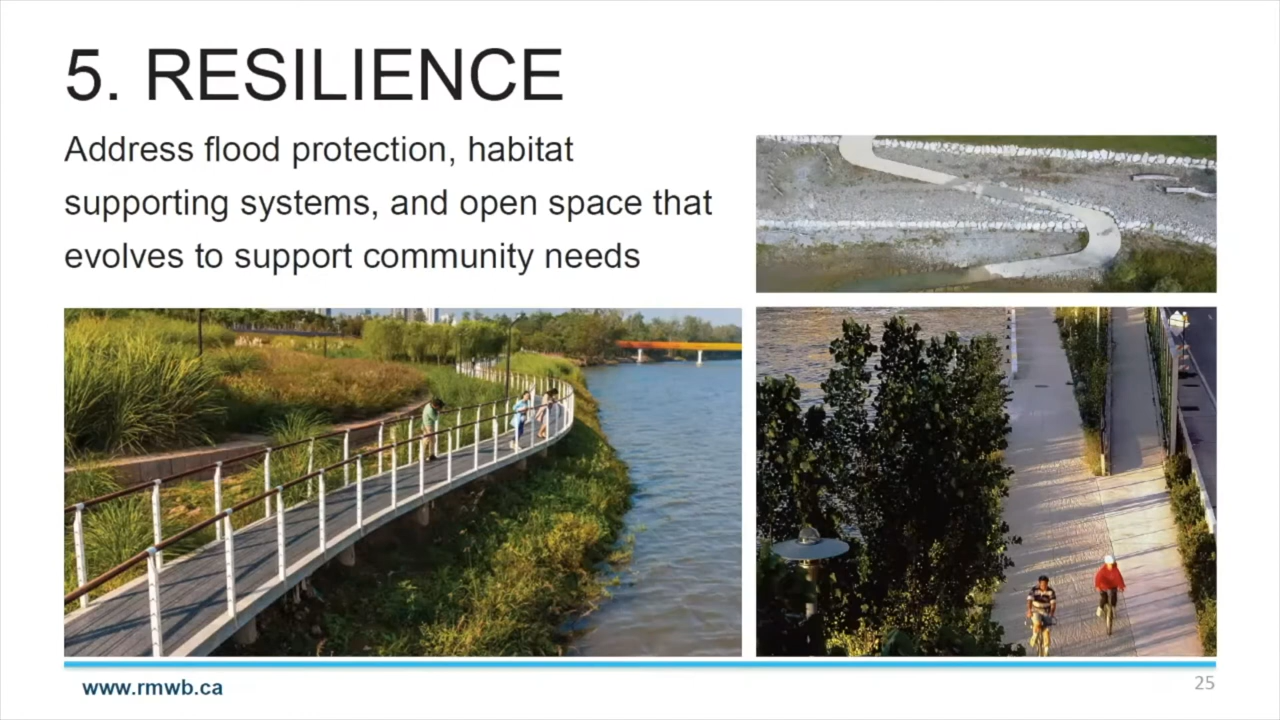 5. RESILIENCE
Address flood protection, habitat
supporting systems, and open space that
evolves to support community needs
www.rmwb.ca
25